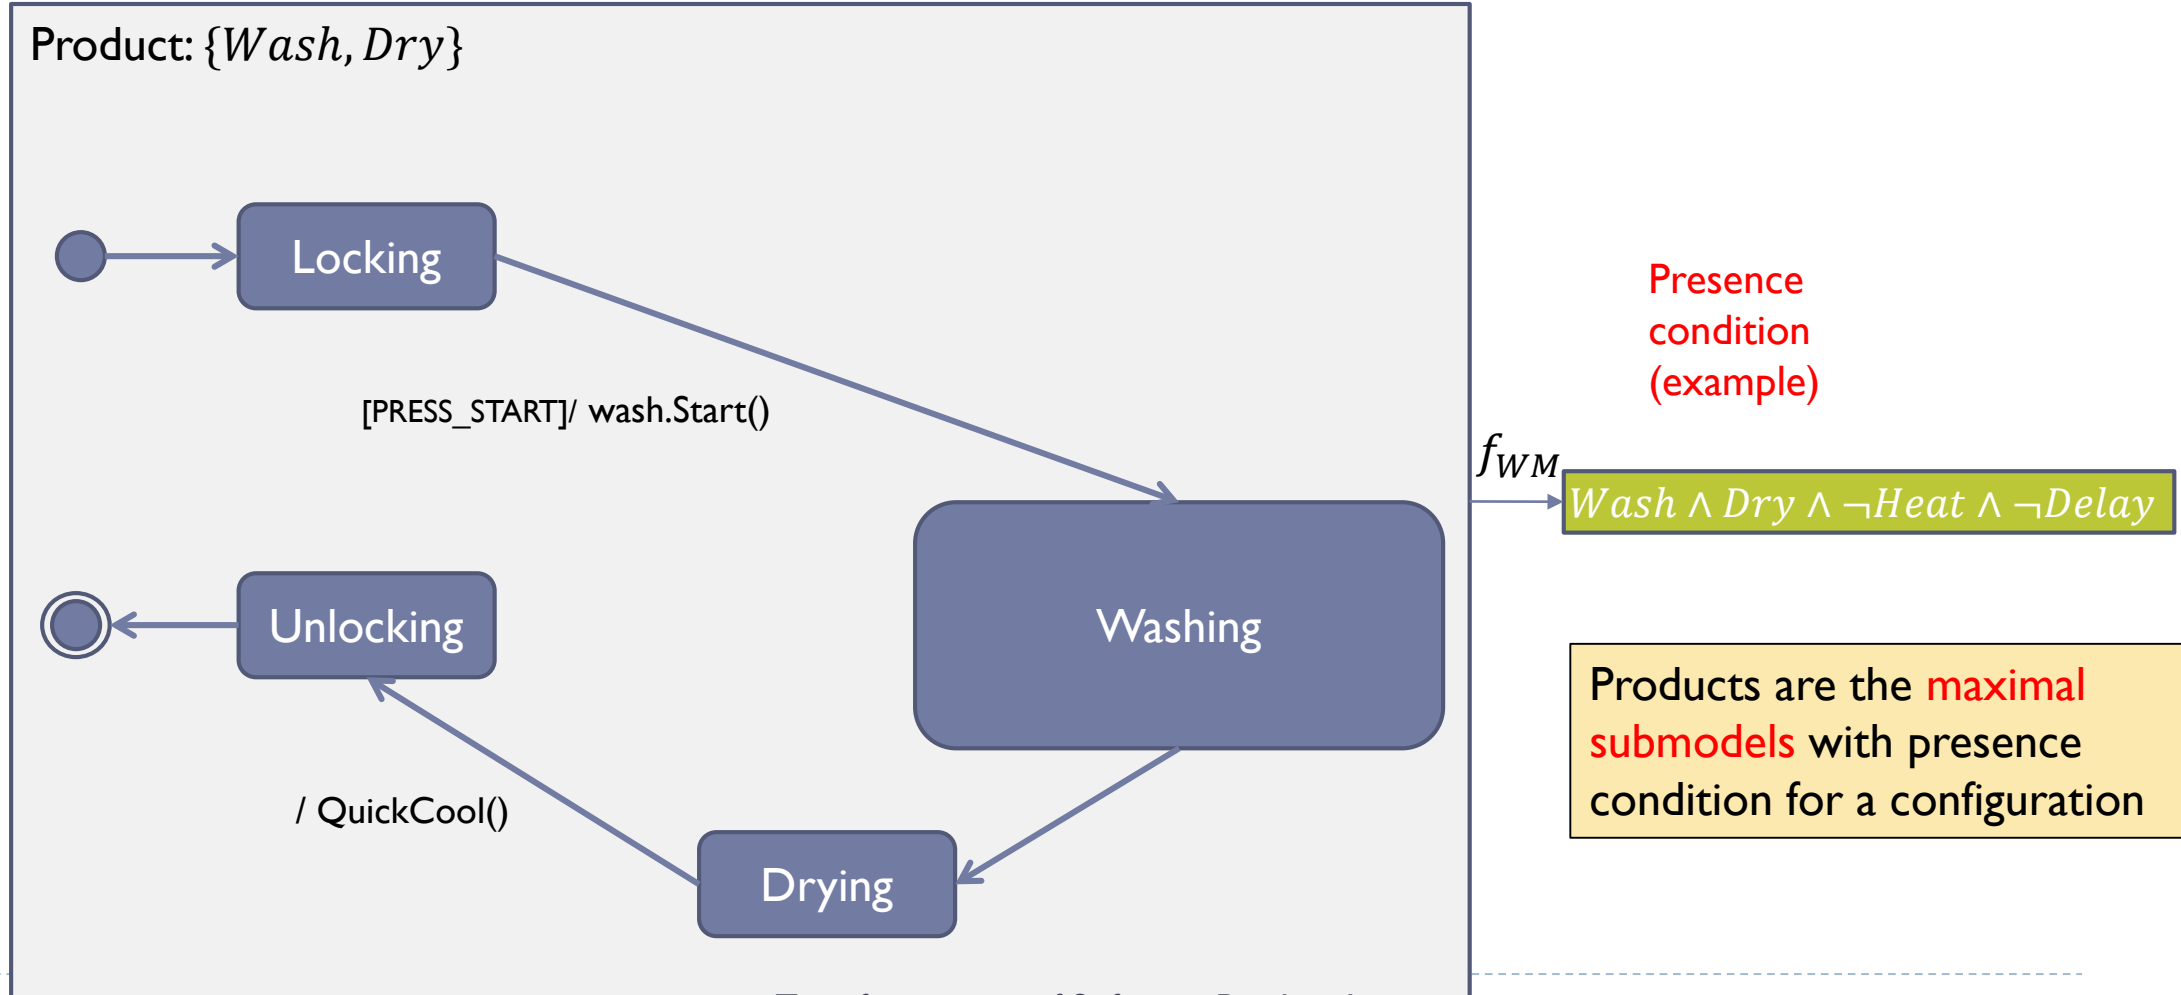 Product: {Wash, Dry}
Locking
[PRESS_START]/ wash.Start()
Presence
condition
(example)
f_WM
Wash ∧ Dry ∧ ¬Heat ∧ ¬Delay
Unlocking
Washing
Products are the maximal
submodels with presence
condition for a configuration
/ QuickCool()
Drying